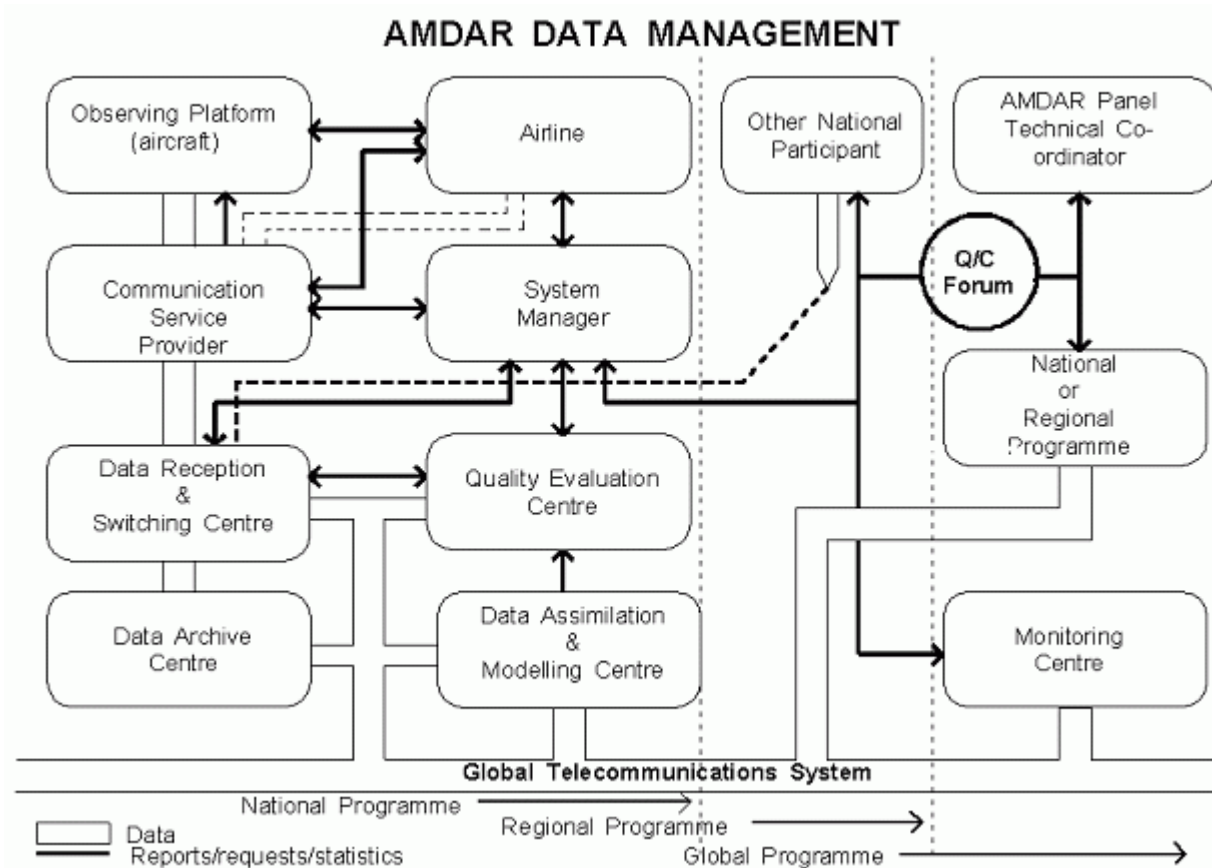 AMDAR DATA MANAGEMENT
Observing Platform
(aircraft)
Airline
Other National
Participant
AMDAR Panel
Technical Co-
ordinator
Communication
Service
Provider
System
Manager
Q/C
Forum
National
or
Regional
Programme
Data Reception
&
Switching Centre
Quality Evaluation
Centre
Data Archive
Centre
Data Assimilation
&
Modelling Centre
Monitoring
Centre
Global Telecommunications System
National Programme
Regional Programme
Global Programme
Data
Reports/requests/statistics